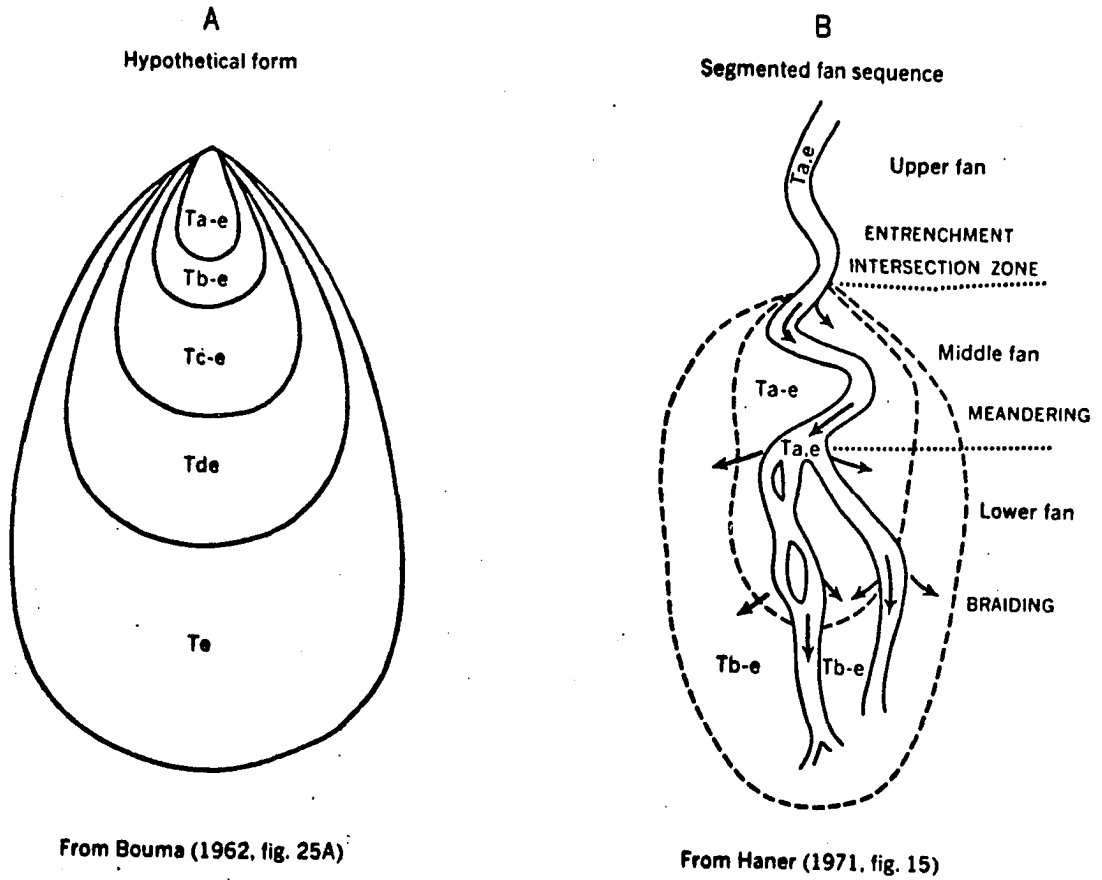 A
Hypothetical form
Ta-e
Tb-e
Tc-e
Tde
Te
From Bouma (1962, fig. 25A)
B
Segmented fan sequence
Ta,e
Upper fan
ENTRENCHMENT
INTERSECTION ZONE
Middle fan
Ta-e
MEANDERING
Ta,e
Lower fan
BRAIDING
Tb-e
Tb-e
From Haner (1971, fig. 15)